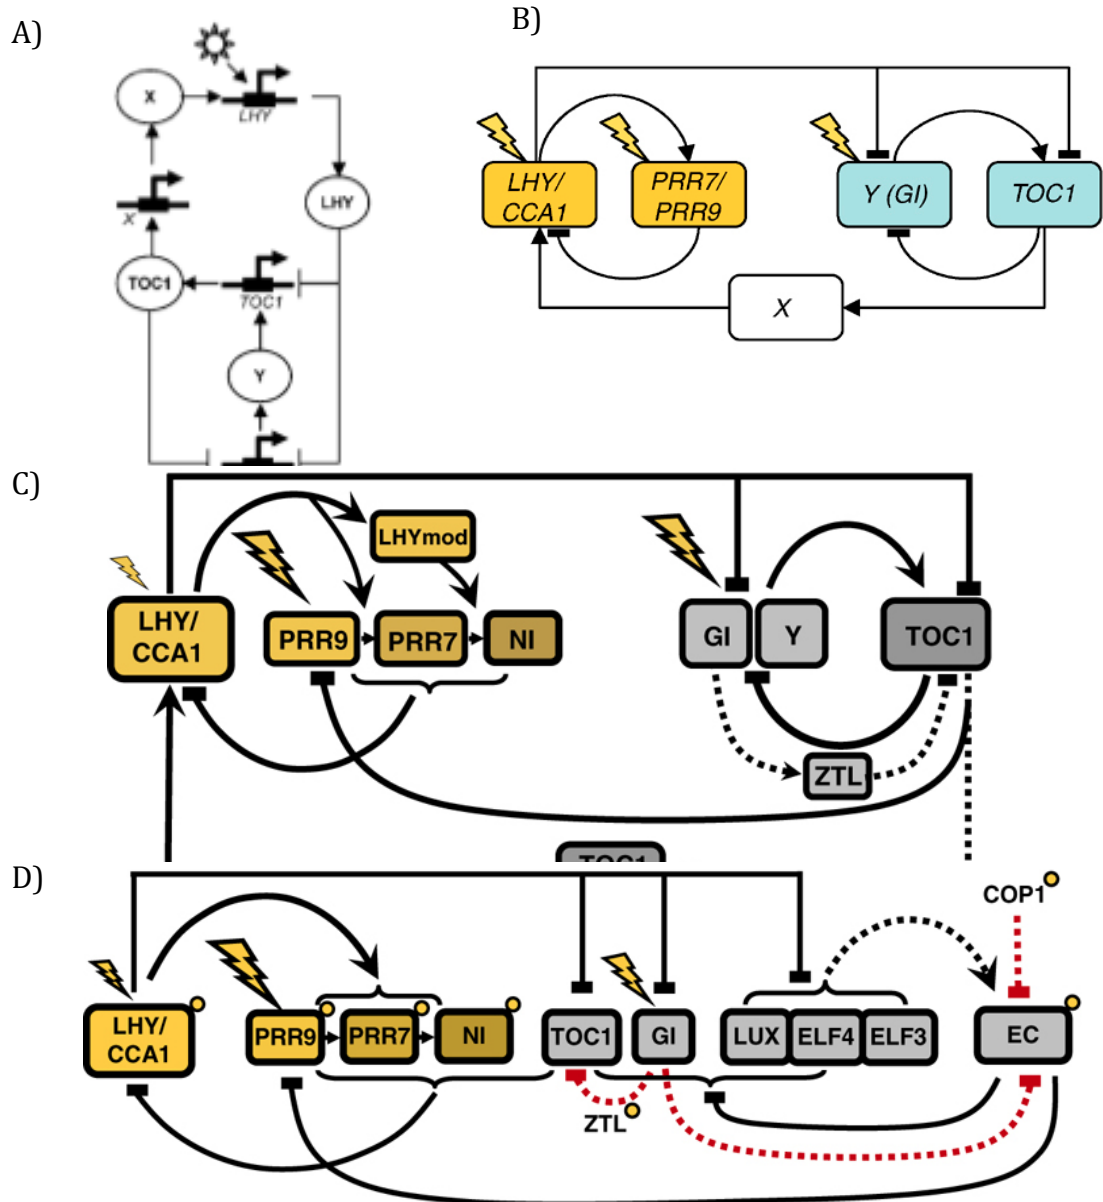 A)
X
LHY
LHY
X
TOC1
TOC1
Y
B)
LHY/
CCA1
PRR7/
PRR9
Y (GI)
TOC1
X
C)
LHYmod
LHY/
CCA1
PRR9
PRR7
NI
GI
Y
TOC1
ZTL
TOC1
D)
COP1
LHY/
CCA1
PRR9
PRR7
NI
TOC1
GI
LUX
ELF4
ELF3
EC
ZTL